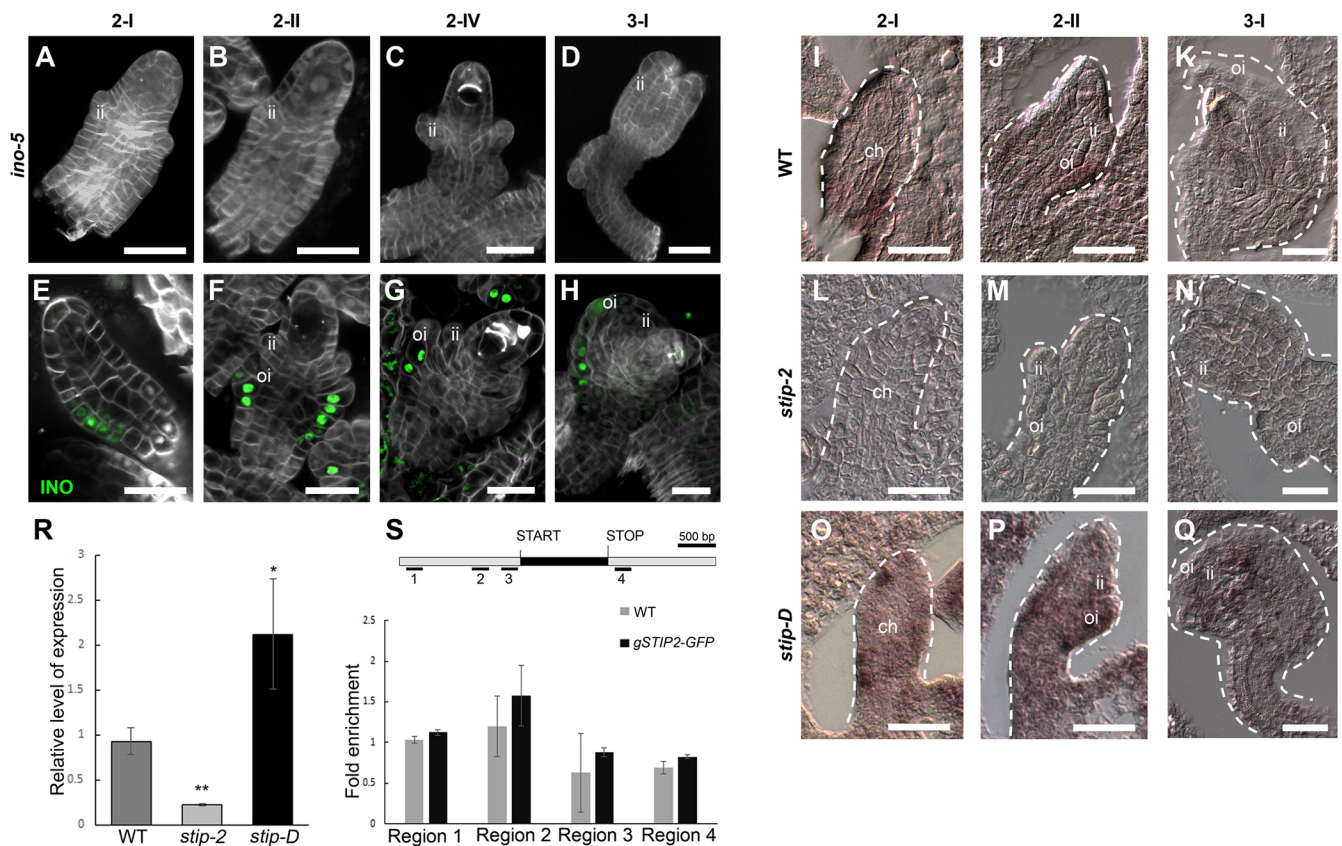 2-I 2-II 2-IV 3-I
ino-5
A ii
B ii
C ii
D ii
E
INO
F ii oi
G oi ii
H oi ii
2-I 2-II 3-I
WT
I ch
J ii oi
K oi ii
stip-2
L ch
M ii oi
N ii oi
stip-D
O ch
P ii oi
Q oi ii
R
Relative level of expression
3
2.5
2
1.5
1
0.5
0
**
*
WT stip-2 stip-D
S
START STOP 500 bp
1 2 3 4
WT
gSTIP2-GFP
Fold enrichment
2.5
2
1.5
1
0.5
0
Region 1 Region 2 Region 3 Region 4